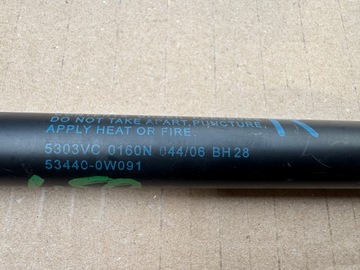 DO NOT TAKE APART, PUNCTURE,
APPLY HEAT OR FIRE.
5303VC 0160N 044/06 BH28
53440-0W091